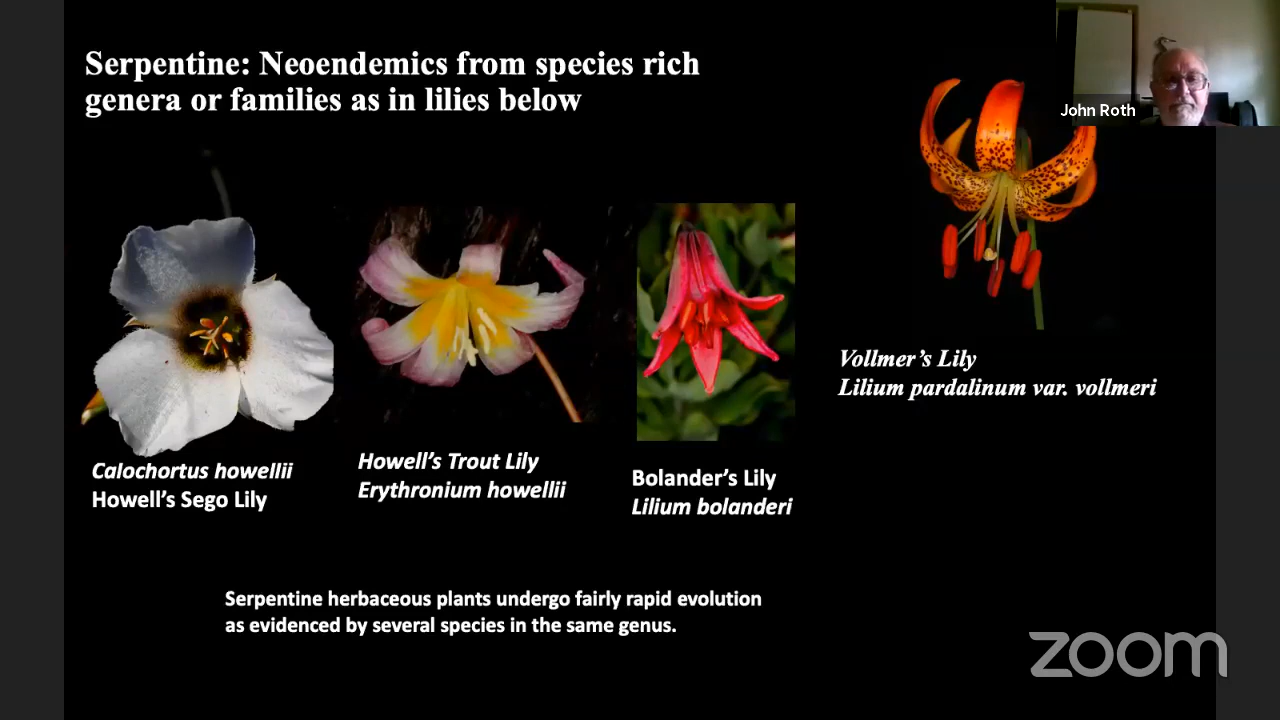 Serpentine: Neoendemics from species rich
genera or families as in lilies below
John Roth
Vollmer's Lily
Lilium pardalinum var. vollmeri
Calochortus howellii
Howell's Sego Lily
Howell's Trout Lily
Erythronium howellii
Bolander's Lily
Lilium bolanderi
Serpentine herbaceous plants undergo fairly rapid evolution
as evidenced by several species in the same genus.
zoom